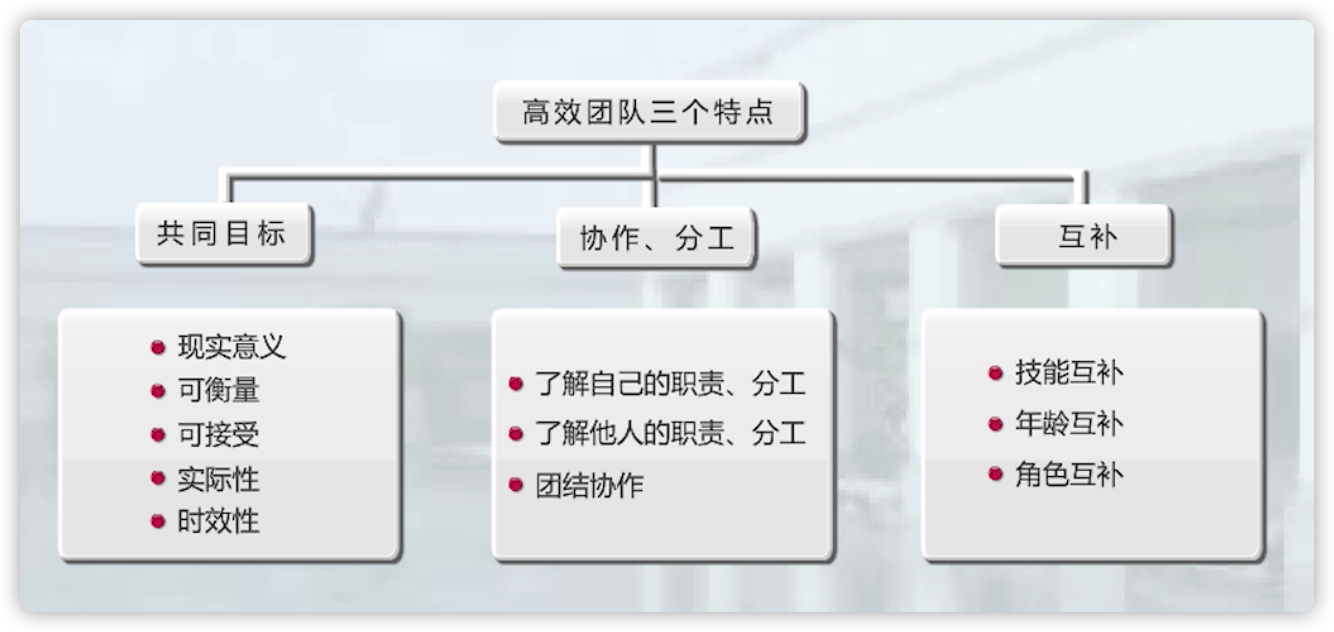 高效团队三个特点
共同目标
协作、分工
互补
现实意义
可衡量
可接受
实际性
时效性
了解自己的职责、分工
了解他人的职责、分工
团结协作
技能互补
年龄互补
角色互补